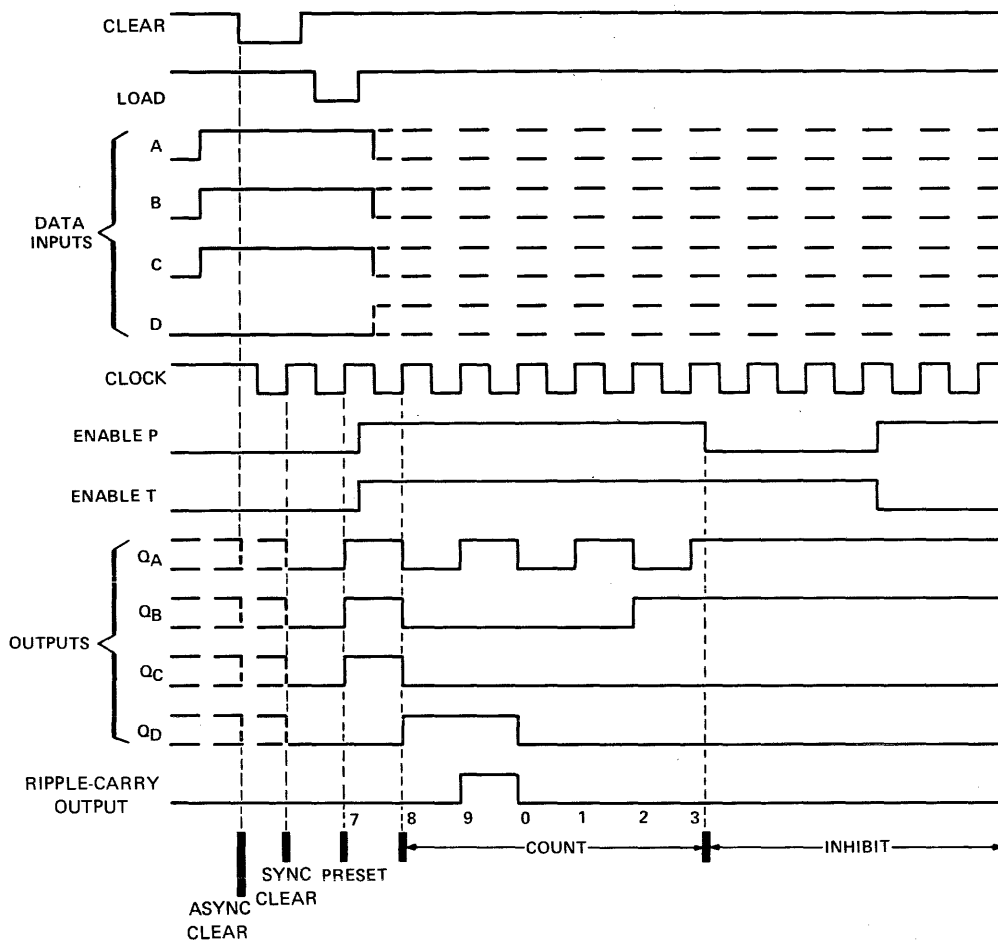 CLEAR
LOAD
DATA
INPUTS
A
B
C
D
CLOCK
ENABLE P
ENABLE T
OUTPUTS
QA
QB
QC
QD
RIPPLE-CARRY
OUTPUT
7 8 9 0 1 2 3
ASYNC
CLEAR
SYNC
CLEAR
PRESET
COUNT
INHIBIT